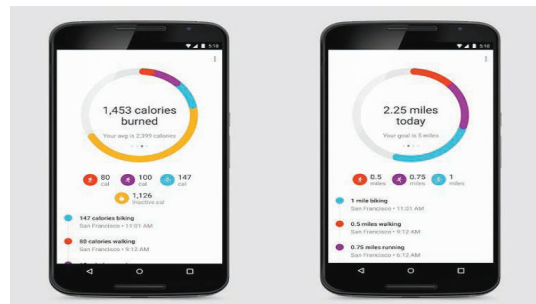 5:18
1,453 calories
burned
Your avg is 2,399 calories
80
cal
100
cal
147
cal
1,126
Inactive cal
147 calories biking
San Francisco • 11:01 AM
80 calories walking
San Francisco • 9:12 AM
5:18
2.25 miles
today
Your goal is 5 miles
0.5
miles
0.75
miles
1
miles
1 mile biking
San Francisco • 11:01 AM
0.5 miles walking
San Francisco • 9:12 AM
0.75 miles running
San Francisco • 6:12 AM